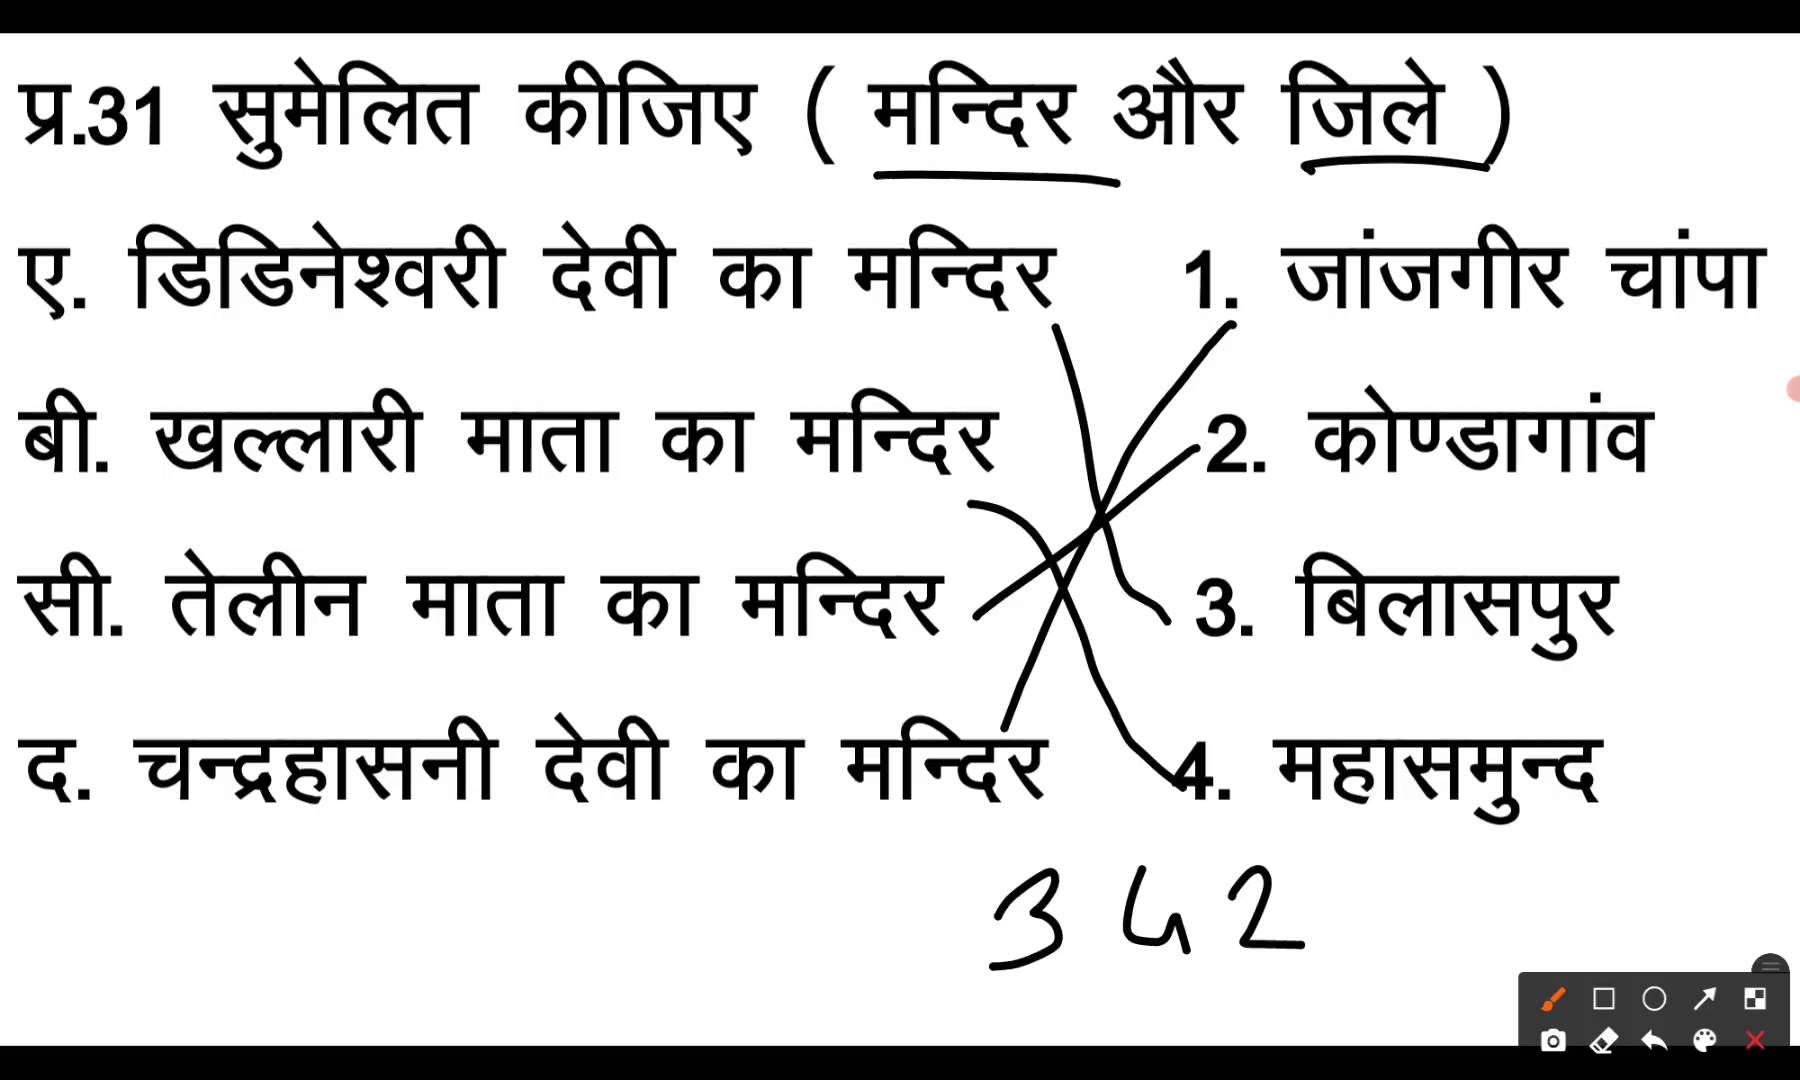 प्र.31 सुमेलित कीजिए ( मन्दिर और जिले )
ए. डिडिनेश्वरी देवी का मन्दिर 1. जांजगीर चांपा
बी. खल्लारी माता का मन्दिर 2. कोण्डागांव
सी. तेलीन माता का मन्दिर 3. बिलासपुर
द. चन्द्रहासनी देवी का मन्दिर 4. महासमुन्द
3 4 2